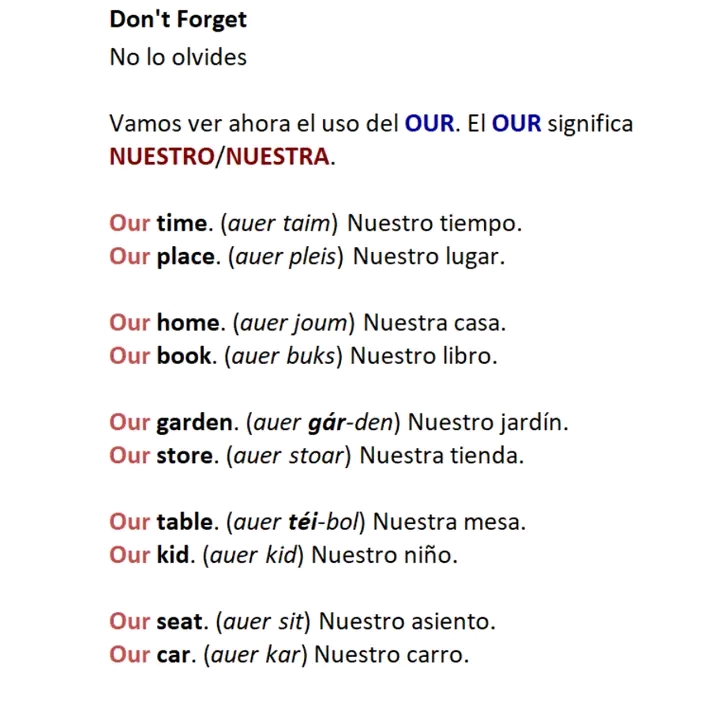 Don't Forget
No lo olvides
Vamos ver ahora el uso del OUR. El OUR significa
NUESTRO/NUESTRA.
Our time. (auer taim) Nuestro tiempo.
Our place. (auer pleis) Nuestro lugar.
Our home. (auer joum) Nuestra casa.
Our book. (auer buks) Nuestro libro.
Our garden. (auer gár-den) Nuestro jardín.
Our store. (auer stoar) Nuestra tienda.
Our table. (auer téi-bol) Nuestra mesa.
Our kid. (auer kid) Nuestro niño.
Our seat. (auer sit) Nuestro asiento.
Our car. (auer kar) Nuestro carro.